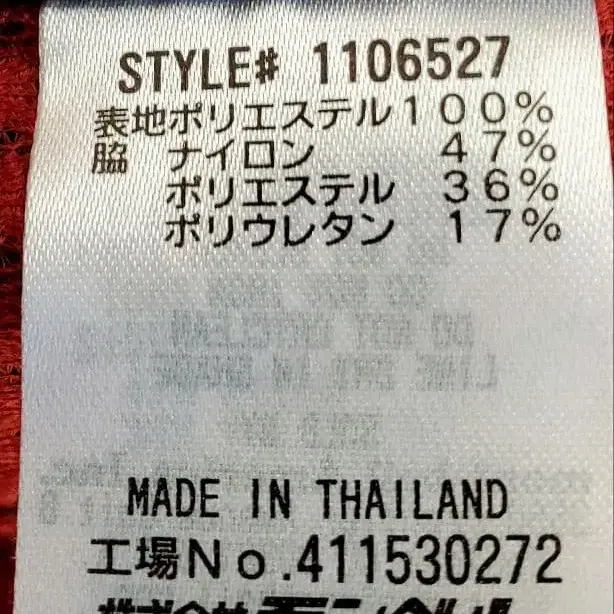 STYLE# 1106527
表地ポリエステル100%
脇 ナイロン 47%
ポリエステル 36%
ポリウレタン 17%
MADE IN THAILAND
工場No.411530272